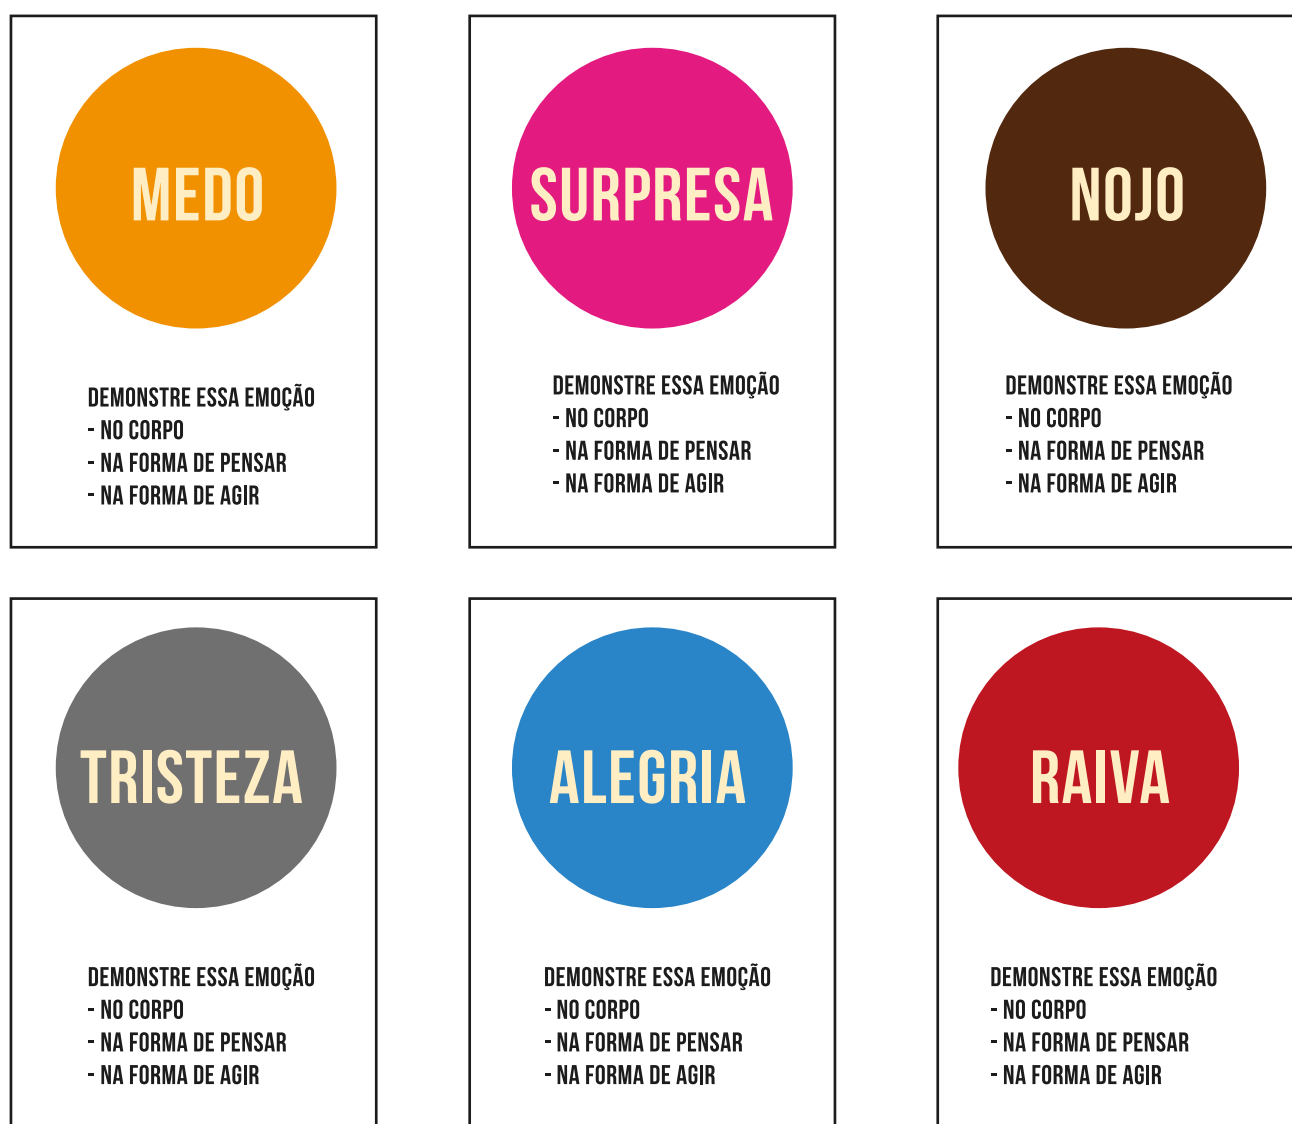 MEDO
DEMONSTRE ESSA EMOÇÃO
- NO CORPO
- NA FORMA DE PENSAR
- NA FORMA DE AGIR
SURPRESA
DEMONSTRE ESSA EMOÇÃO
- NO CORPO
- NA FORMA DE PENSAR
- NA FORMA DE AGIR
NOJO
DEMONSTRE ESSA EMOÇÃO
- NO CORPO
- NA FORMA DE PENSAR
- NA FORMA DE AGIR
TRISTEZA
DEMONSTRE ESSA EMOÇÃO
- NO CORPO
- NA FORMA DE PENSAR
- NA FORMA DE AGIR
ALEGRIA
DEMONSTRE ESSA EMOÇÃO
- NO CORPO
- NA FORMA DE PENSAR
- NA FORMA DE AGIR
RAIVA
DEMONSTRE ESSA EMOÇÃO
- NO CORPO
- NA FORMA DE PENSAR
- NA FORMA DE AGIR